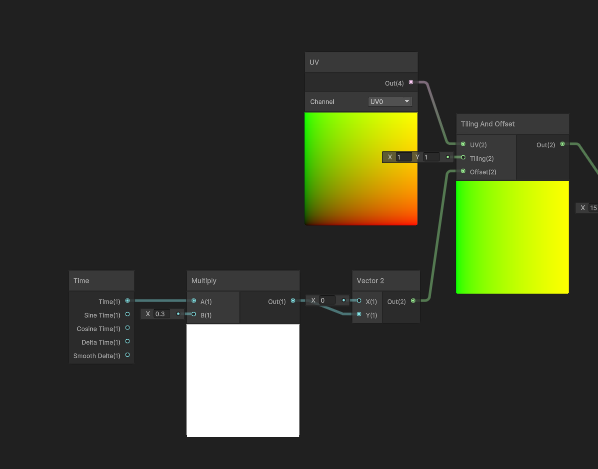 UV
Out(4)
Channel
UV0
Tiling And Offset
UV(2)
Out(2)
X 1 Y 1
Tiling(2)
Offset(2)
X 15
Time
Multiply
Vector 2
Time(1)
A(1)
Out(1)
X 0
X(1)
Out(2)
Sine Time(1)
X 0.3
B(1)
Y(1)
Cosine Time(1)
Delta Time(1)
Smooth Delta(1)